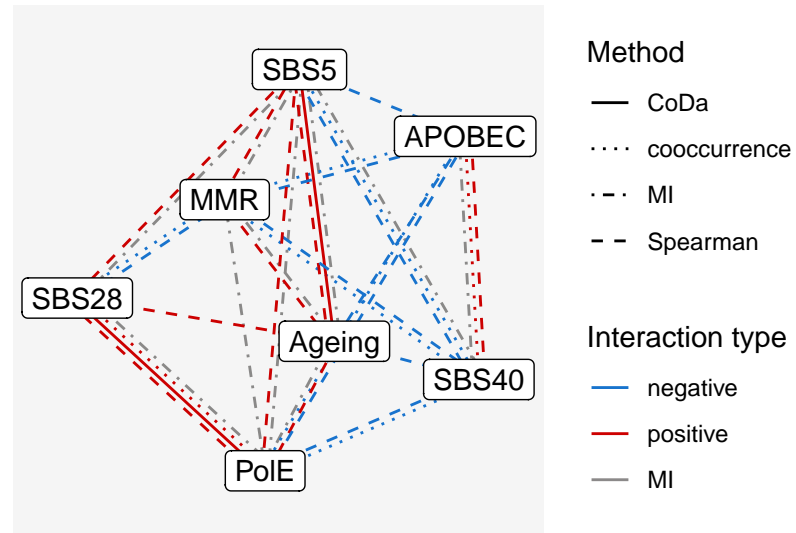 SBS5
APOBEC
MMR
SBS28
Ageing
SBS40
PolE
Method
CoDa
cooccurrence
MI
Spearman
Interaction type
negative
positive
MI